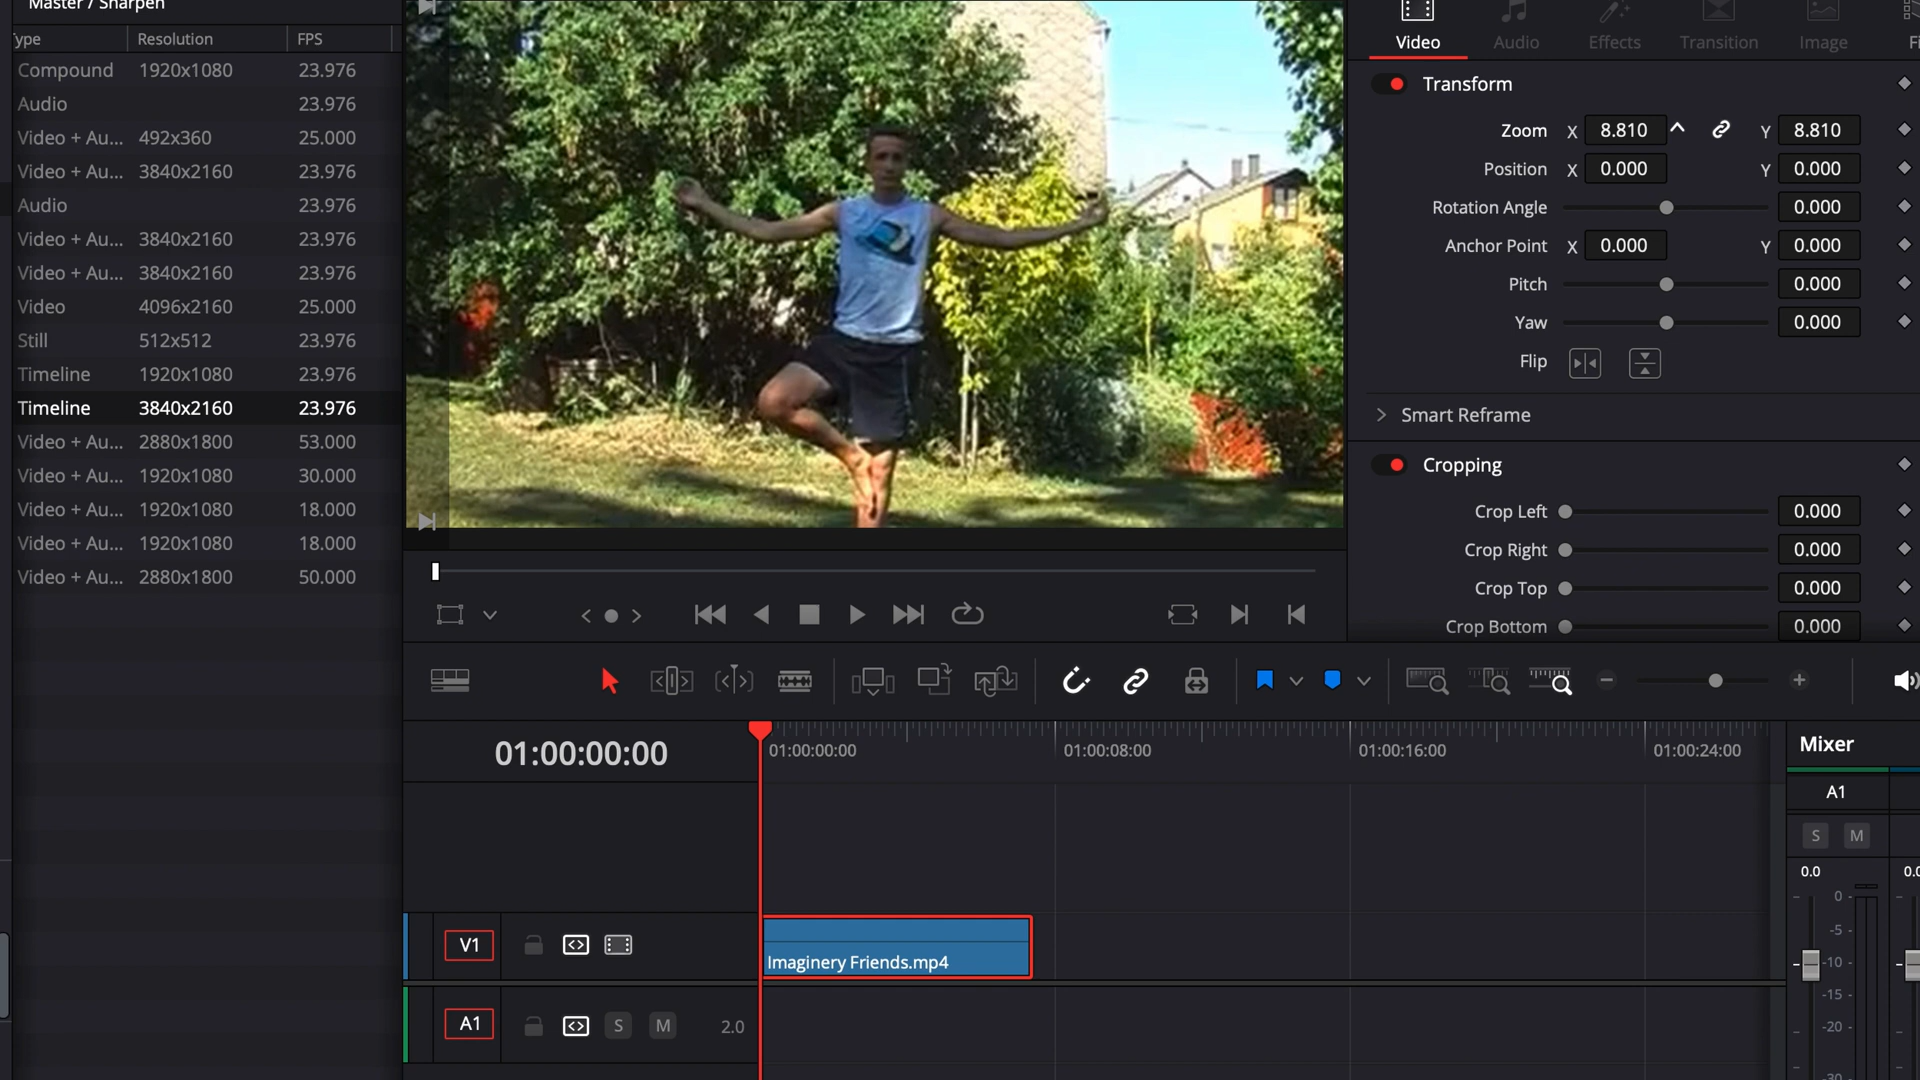 Master / Sharpen
Type Resolution FPS
Compound 1920x1080 23.976
Audio 23.976
Video + Au... 492x360 25.000
Video + Au... 3840x2160 23.976
Audio 23.976
Video + Au... 3840x2160 23.976
Video + Au... 3840x2160 23.976
Video 4096x2160 25.000
Still 512x512 23.976
Timeline 1920x1080 23.976
Timeline 3840x2160 23.976
Video + Au... 2880x1800 53.000
Video + Au... 1920x1080 30.000
Video + Au... 1920x1080 18.000
Video + Au... 1920x1080 18.000
Video + Au... 2880x1800 50.000
Video Audio Effects Transition Image Fi
Transform
Zoom X 8.810 Y 8.810
Position X 0.000 Y 0.000
Rotation Angle 0.000
Anchor Point X 0.000 Y 0.000
Pitch 0.000
Yaw 0.000
Flip
Smart Reframe
Cropping
Crop Left 0.000
Crop Right 0.000
Crop Top 0.000
Crop Bottom 0.000
01:00:00:00
01:00:00:00 01:00:08:00 01:00:16:00 01:00:24:00
V1
Imaginery Friends.mp4
A1 S M 2.0
Mixer
A1
S M
0.0 0.0
0
-5
-10
-15
-20
-30